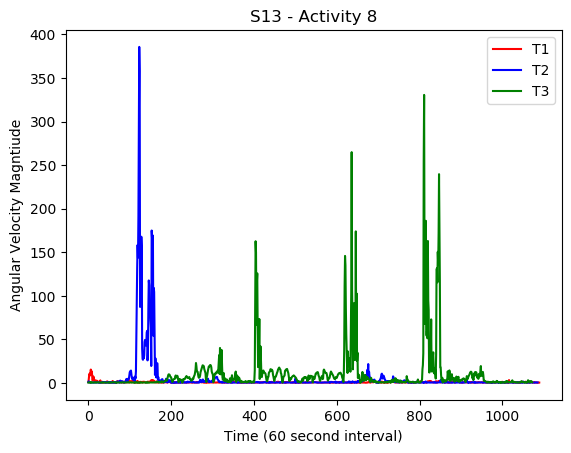 S13 - Activity 8
400
350
300
250
200
150
100
50
0
Angular Velocity Magntiude
T1
T2
T3
0 200 400 600 800 1000
Time (60 second interval)